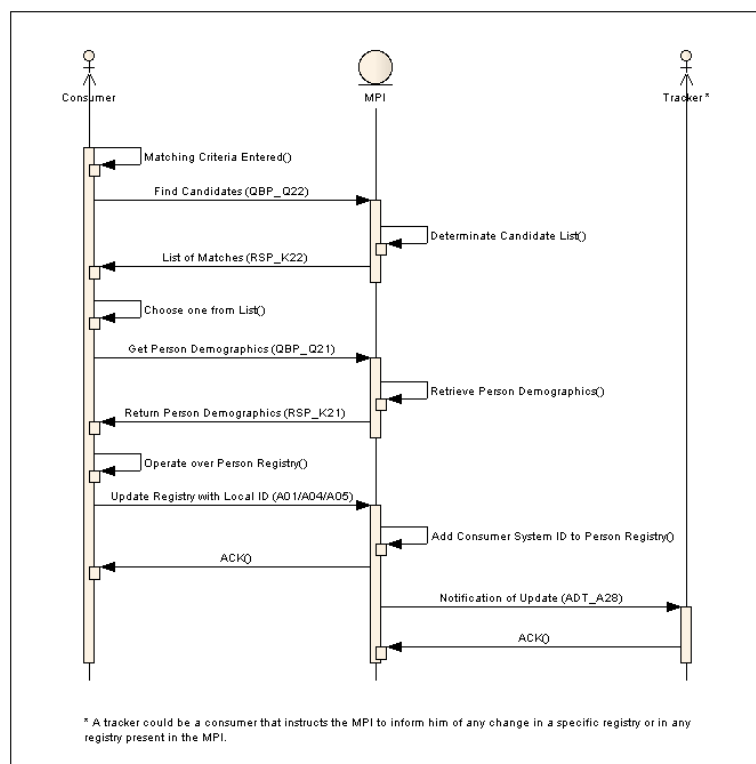 Consumer
MPI
Tracker *
Matching Criteria Entered()
Find Candidates (QBP_Q22)
Determinate Candidate List()
List of Matches (RSP_K22)
Choose one from List()
Get Person Demographics (QBP_Q21)
Retrieve Person Demographics()
Return Person Demographics (RSP_K21)
Operate over Person Registry()
Update Registry with Local ID (A01/A04/A05)
Add Consumer System ID to Person Registry()
ACK()
Notification of Update (ADT_A28)
ACK()
* A tracker could be a consumer that instructs the MPI to inform him of any change in a specific registry or in any
registry present in the MPI.